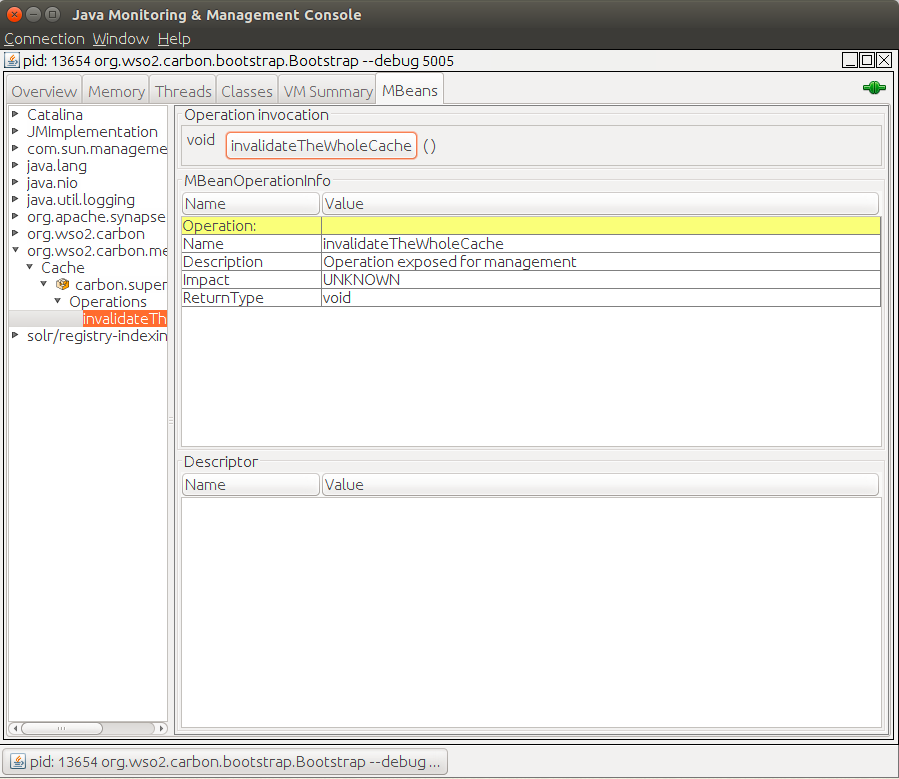 Java Monitoring & Management Console
Connection Window Help
pid: 13654 org.wso2.carbon.bootstrap.Bootstrap --debug 5005
Overview Memory Threads Classes VM Summary MBeans
Catalina
JMImplementation
com.sun.manageme
java.lang
java.nio
java.util.logging
org.apache.synapse
org.wso2.carbon
org.wso2.carbon.me
Cache
carbon.super
Operations
invalidateTh
solr/registry-indexin
Operation invocation
void invalidateTheWholeCache ()
MBeanOperationInfo
Name Value
Operation:
Name invalidateTheWholeCache
Description Operation exposed for management
Impact UNKNOWN
ReturnType void
Descriptor
Name Value
pid: 13654 org.wso2.carbon.bootstrap.Bootstrap --debug ...